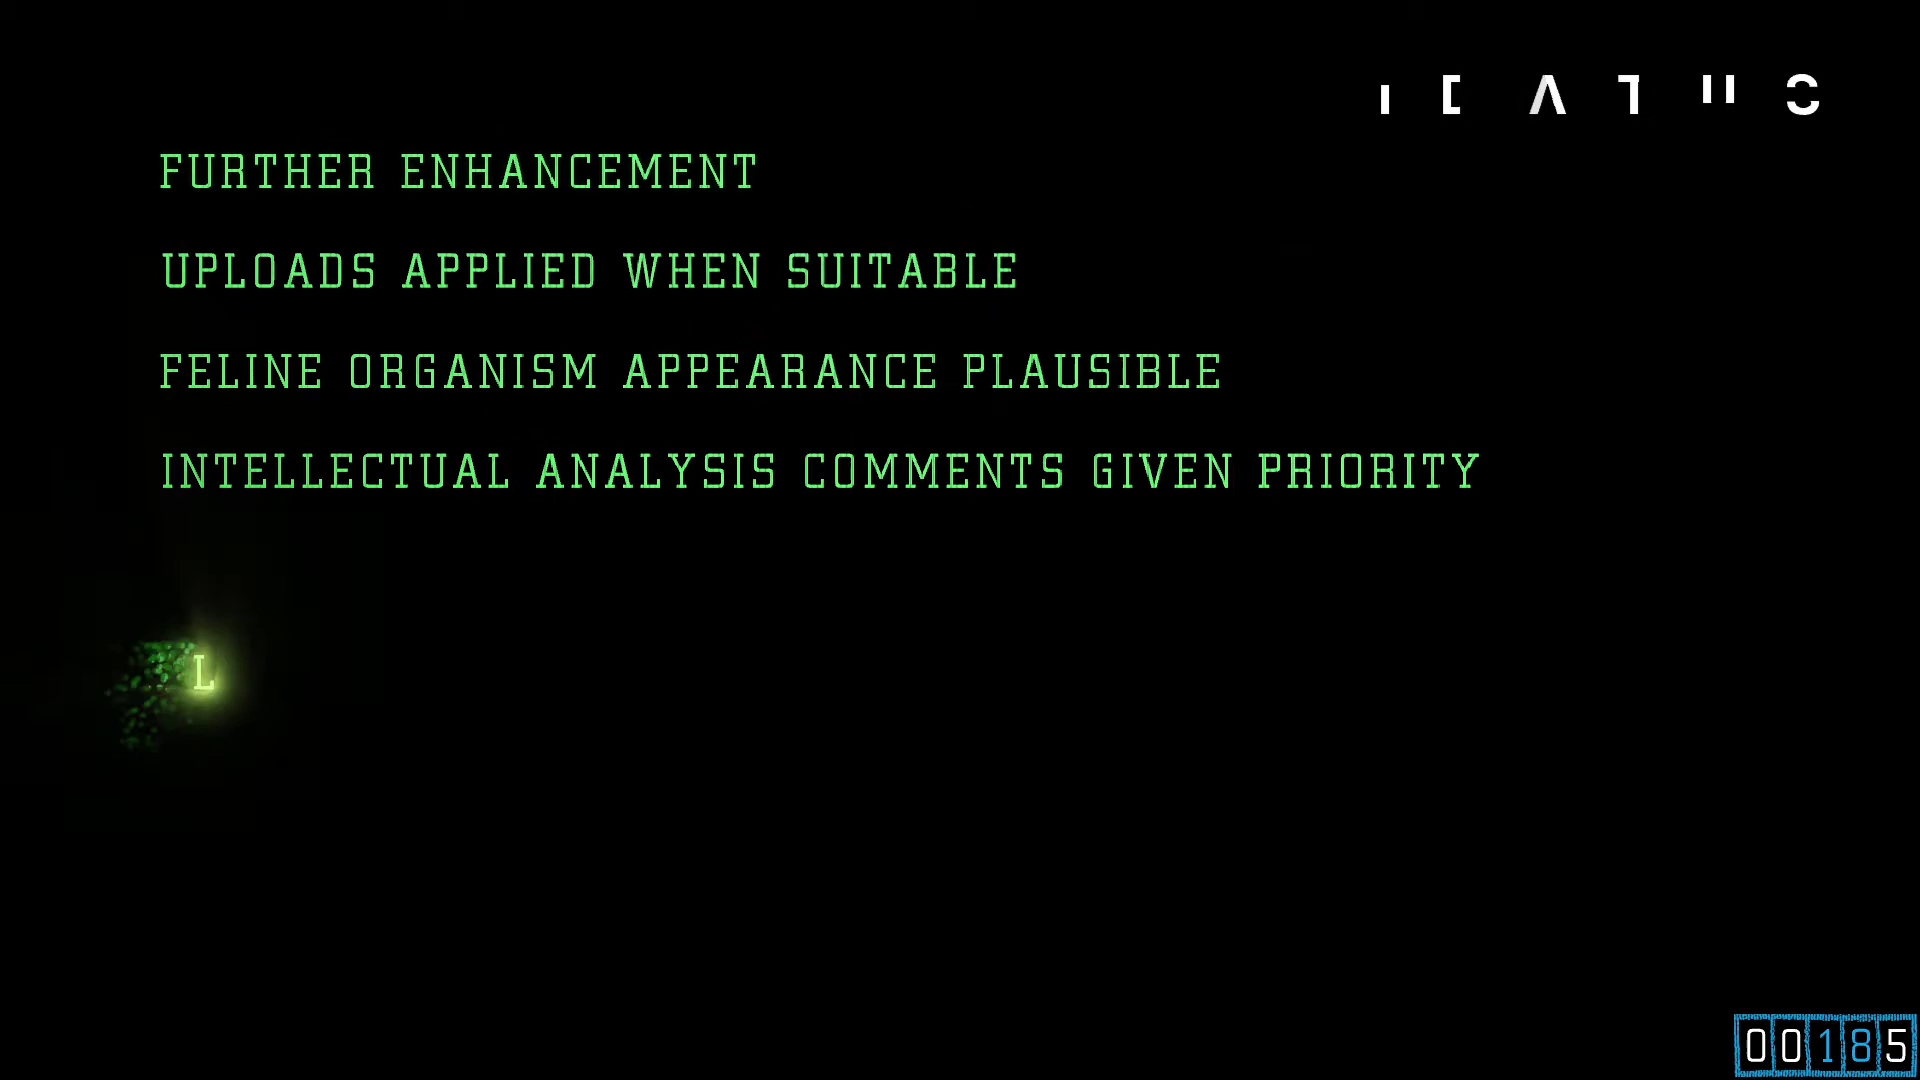 FURTHER ENHANCEMENT
UPLOADS APPLIED WHEN SUITABLE
FELINE ORGANISM APPEARANCE PLAUSIBLE
INTELLECTUAL ANALYSIS COMMENTS GIVEN PRIORITY
L
00185